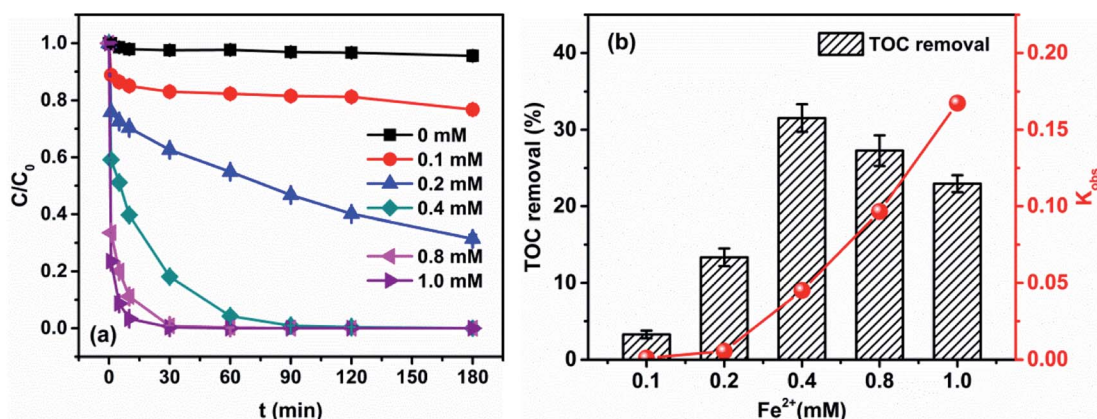 1.0
0.8
0.6
0.4
0.2
0.0
C/C0
0 mM
0.1 mM
0.2 mM
0.4 mM
0.8 mM
1.0 mM
(a)
0 30 60 90 120 150 180
t (min)
(b)
TOC removal
40
30
20
10
0
TOC removal (%)
0.20
0.15
0.10
0.05
0.00
Kobs
0.1 0.2 0.4 0.8 1.0
Fe2+(mM)